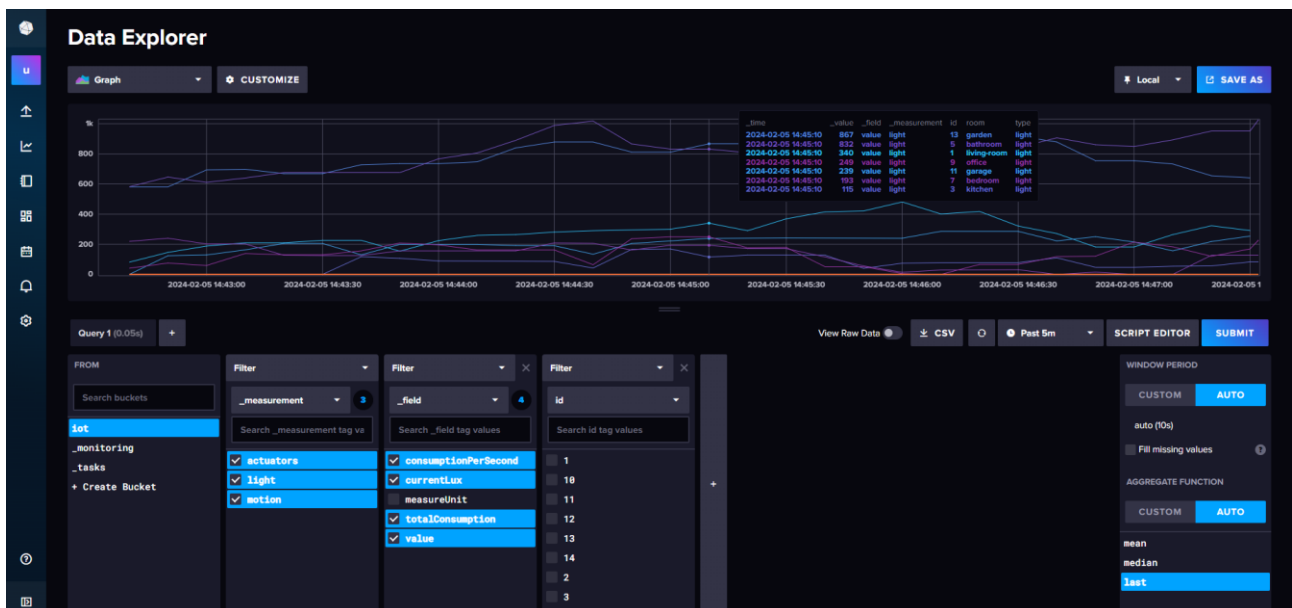 Data Explorer
u
Graph
CUSTOMIZE
Local
SAVE AS
_time _value _field _measurement id room type
2024-02-05 14:45:10 867 value light 13 garden light
2024-02-05 14:45:10 832 value light 5 bathroom light
2024-02-05 14:45:10 340 value light 1 living-room light
2024-02-05 14:45:10 249 value light 9 office light
2024-02-05 14:45:10 239 value light 11 garage light
2024-02-05 14:45:10 193 value light 7 bedroom light
2024-02-05 14:45:10 115 value light 3 kitchen light
1k
800
600
400
200
0
2024-02-05 14:43:00 2024-02-05 14:43:30 2024-02-05 14:44:00 2024-02-05 14:44:30 2024-02-05 14:45:00 2024-02-05 14:45:30 2024-02-05 14:46:00 2024-02-05 14:46:30 2024-02-05 14:47:00 2024-02-05 1
Query 1 (0.05s) +
View Raw Data
CSV
Past 5m
SCRIPT EDITOR
SUBMIT
FROM
Search buckets
iot
_monitoring
_tasks
+ Create Bucket
Filter
_measurement 3
Search _measurement tag va
actuators
light
motion
Filter
_field 4
Search _field tag values
consumptionPerSecond
currentLux
measureUnit
totalConsumption
value
Filter
id
Search id tag values
1
10
11
12
13
14
2
3
+
WINDOW PERIOD
CUSTOM AUTO
auto (10s)
Fill missing values ?
AGGREGATE FUNCTION
CUSTOM AUTO
mean
median
last